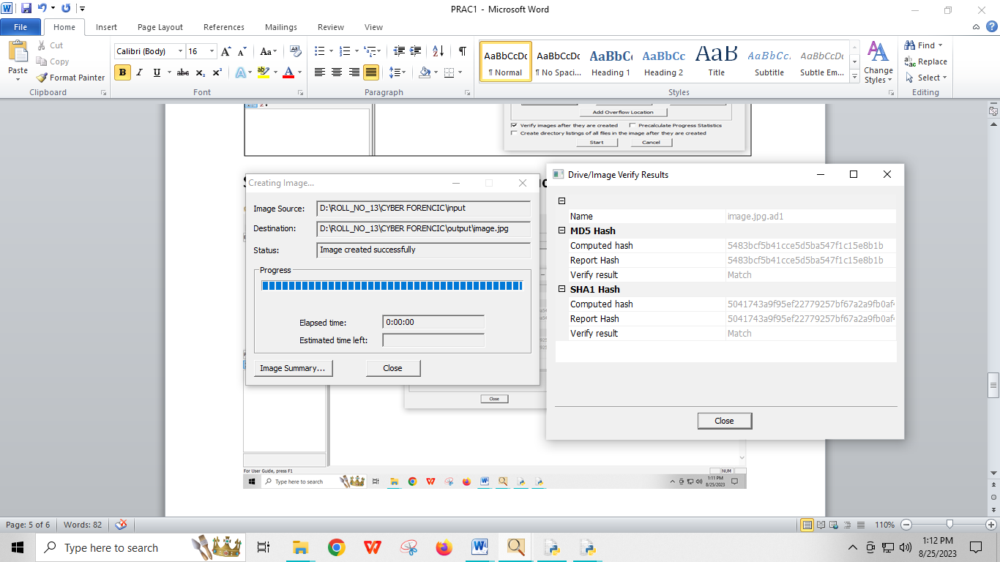 PRAC1 - Microsoft Word
File Home Insert Page Layout References Mailings Review View
Paste
Cut
Copy
Format Painter
Clipboard
Calibri (Body) 16
Font
Paragraph
AaBbCcDc AaBbCcDc AaBbCc AaBbCc AaB AaBbCc. AaBbCcDc
¶ Normal ¶ No Spaci... Heading 1 Heading 2 Title Subtitle Subtle Em...
Change Styles
Styles
Find
Replace
Select
Editing
Add Overflow Location
Verify images after they are created Precalculate Progress Statistics
Create directory listings of all files in the image after they are created
Start Cancel
Creating Image...
Image Source: D:\ROLL_NO_13\CYBER FORENCIC\input
Destination: D:\ROLL_NO_13\CYBER FORENCIC\output\image.jpg
Status: Image created successfully
Progress
Elapsed time: 0:00:00
Estimated time left:
Image Summary... Close
Drive/Image Verify Results
Name image.jpg.ad1
MD5 Hash
Computed hash 5483bcf5b41cce5d5ba547f1c15e8b1b
Report Hash 5483bcf5b41cce5d5ba547f1c15e8b1b
Verify result Match
SHA1 Hash
Computed hash 5041743a9f95ef22779257bf67a2a9fb0af
Report Hash 5041743a9f95ef22779257bf67a2a9fb0af
Verify result Match
Close
Close
For User Guide, press F1 NUM
Type here to search 1:11 PM
8/25/2023
Page: 5 of 6 Words: 82 110%
Type here to search 1:12 PM
8/25/2023